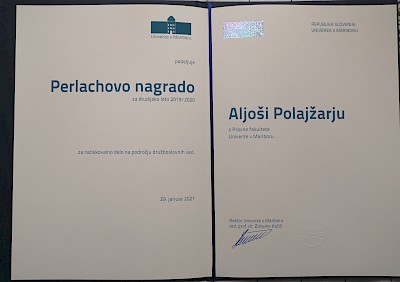 Univerza v Mariboru
podeljuje
Perlachovo nagrado
za študijsko leto 2019/2020
za raziskovalno delo na področju družboslovnih ved.
28. januar 2021
REPUBLIKA SLOVENIJA
UNIVERZA V MARIBORU
Aljoši Polajžarju
s Pravne fakultete
Univerze v Mariboru
Rektor Univerze v Mariboru
red. prof. dr. Zdravko Kačič